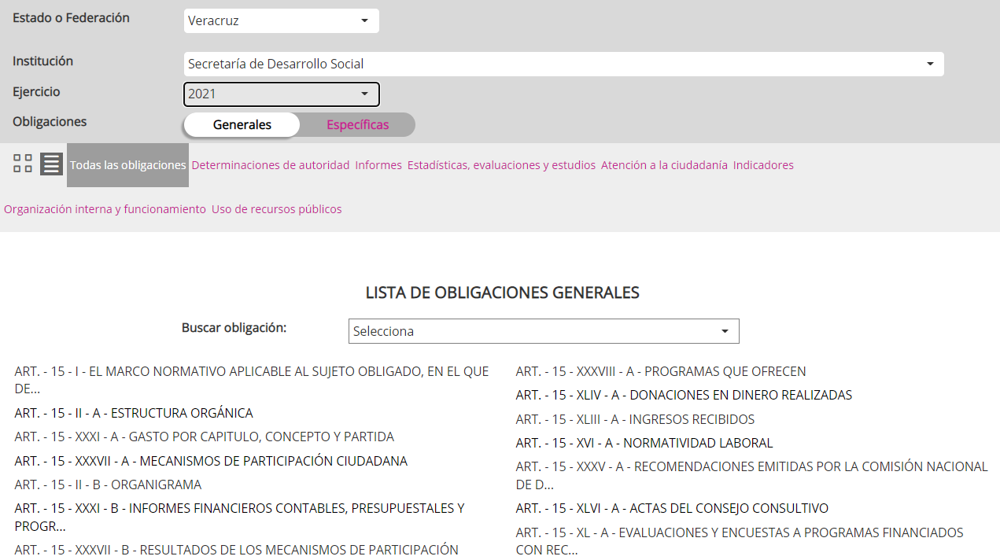 Estado o Federación
Veracruz
Institución
Secretaría de Desarrollo Social
Ejercicio
2021
Obligaciones
Generales
Específicas
Todas las obligaciones
Determinaciones de autoridad
Informes
Estadísticas, evaluaciones y estudios
Atención a la ciudadanía
Indicadores
Organización interna y funcionamiento
Uso de recursos públicos
LISTA DE OBLIGACIONES GENERALES
Buscar obligación:
Selecciona
ART. - 15 - I - EL MARCO NORMATIVO APLICABLE AL SUJETO OBLIGADO, EN EL QUE
DE...
ART. - 15 - II - A - ESTRUCTURA ORGÁNICA
ART. - 15 - XXXI - A - GASTO POR CAPITULO, CONCEPTO Y PARTIDA
ART. - 15 - XXXVII - A - MECANISMOS DE PARTICIPACIÓN CIUDADANA
ART. - 15 - II - B - ORGANIGRAMA
ART. - 15 - XXXI - B - INFORMES FINANCIEROS CONTABLES, PRESUPUESTALES Y
PROGR...
ART. - 15 - XXXVII - B - RESULTADOS DE LOS MECANISMOS DE PARTICIPACIÓN
ART. - 15 - XXXVIII - A - PROGRAMAS QUE OFRECEN
ART. - 15 - XLIV - A - DONACIONES EN DINERO REALIZADAS
ART. - 15 - XLIII - A - INGRESOS RECIBIDOS
ART. - 15 - XVI - A - NORMATIVIDAD LABORAL
ART. - 15 - XXXV - A - RECOMENDACIONES EMITIDAS POR LA COMISIÓN NACIONAL
DE D...
ART. - 15 - XLVI - A - ACTAS DEL CONSEJO CONSULTIVO
ART. - 15 - XL - A - EVALUACIONES Y ENCUESTAS A PROGRAMAS FINANCIADOS
CON REC...